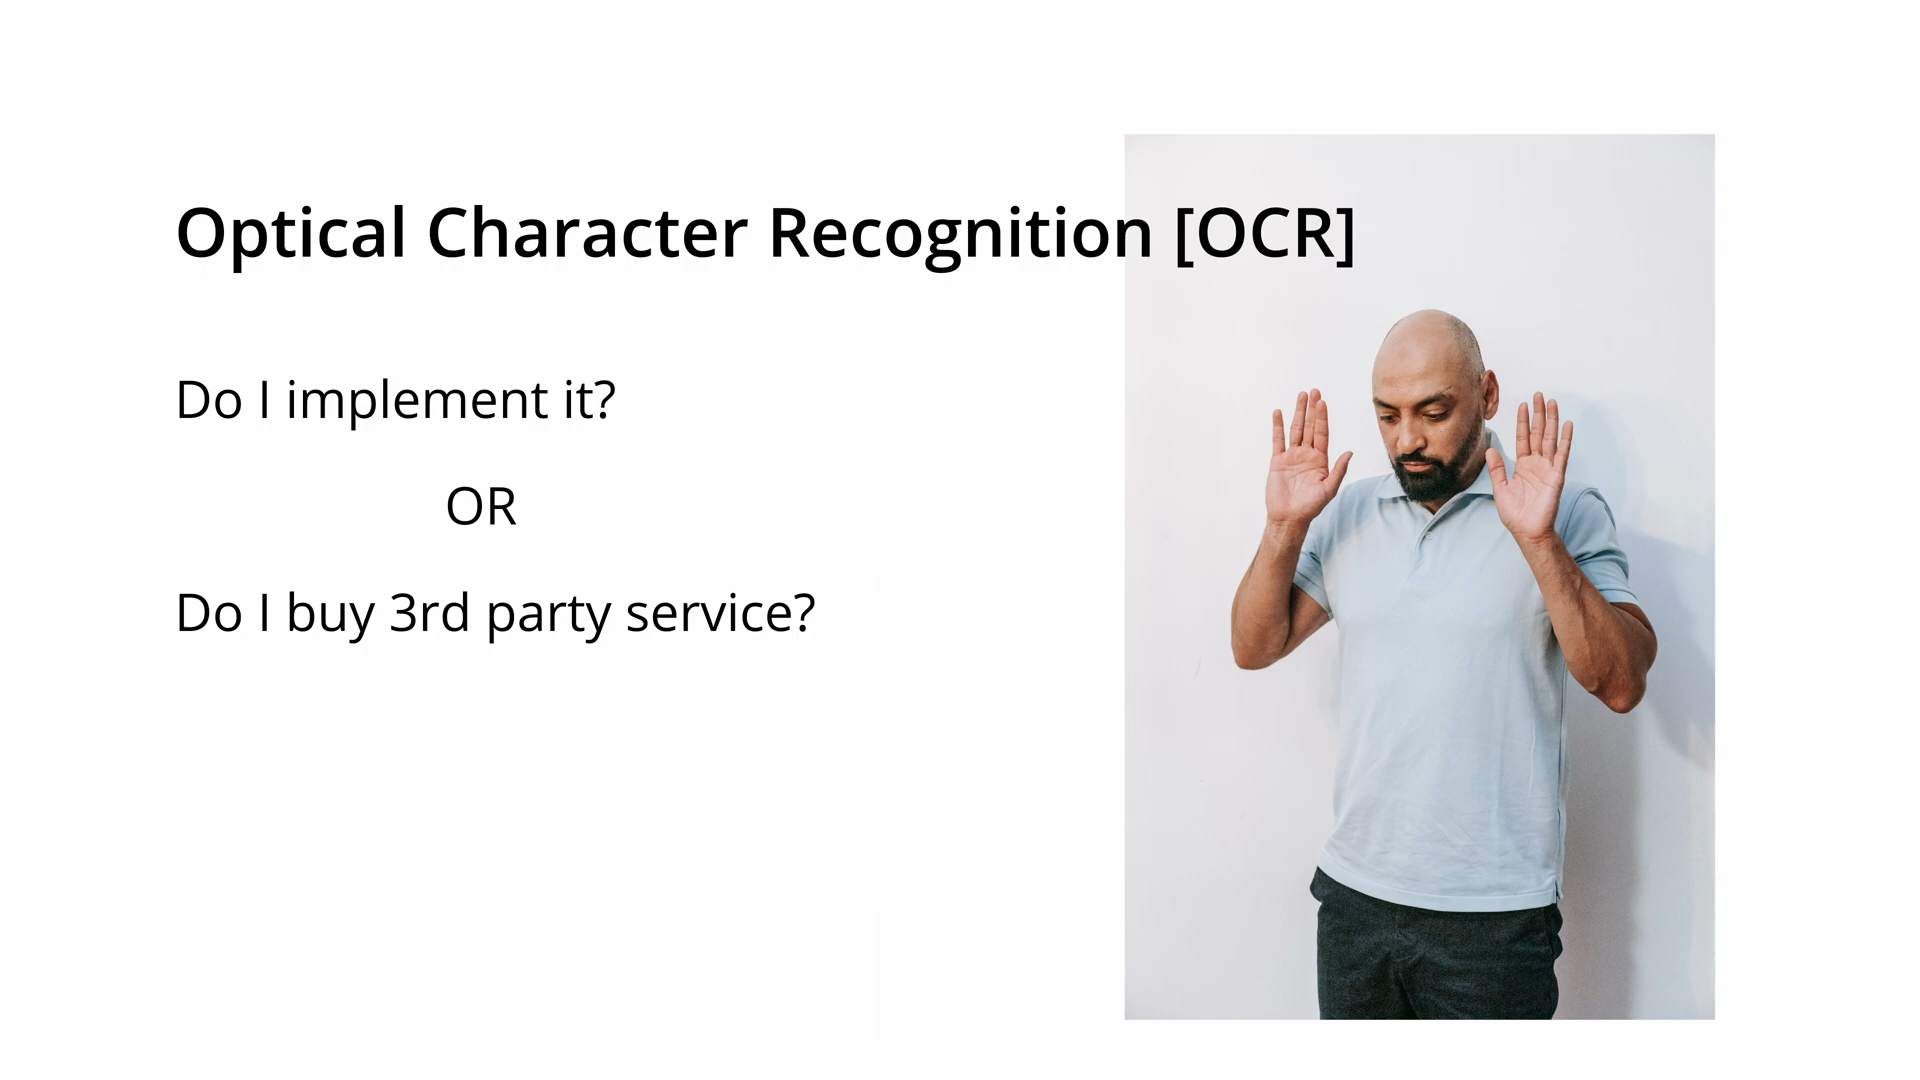 Optical Character Recognition [OCR]
Do I implement it?
OR
Do I buy 3rd party service?